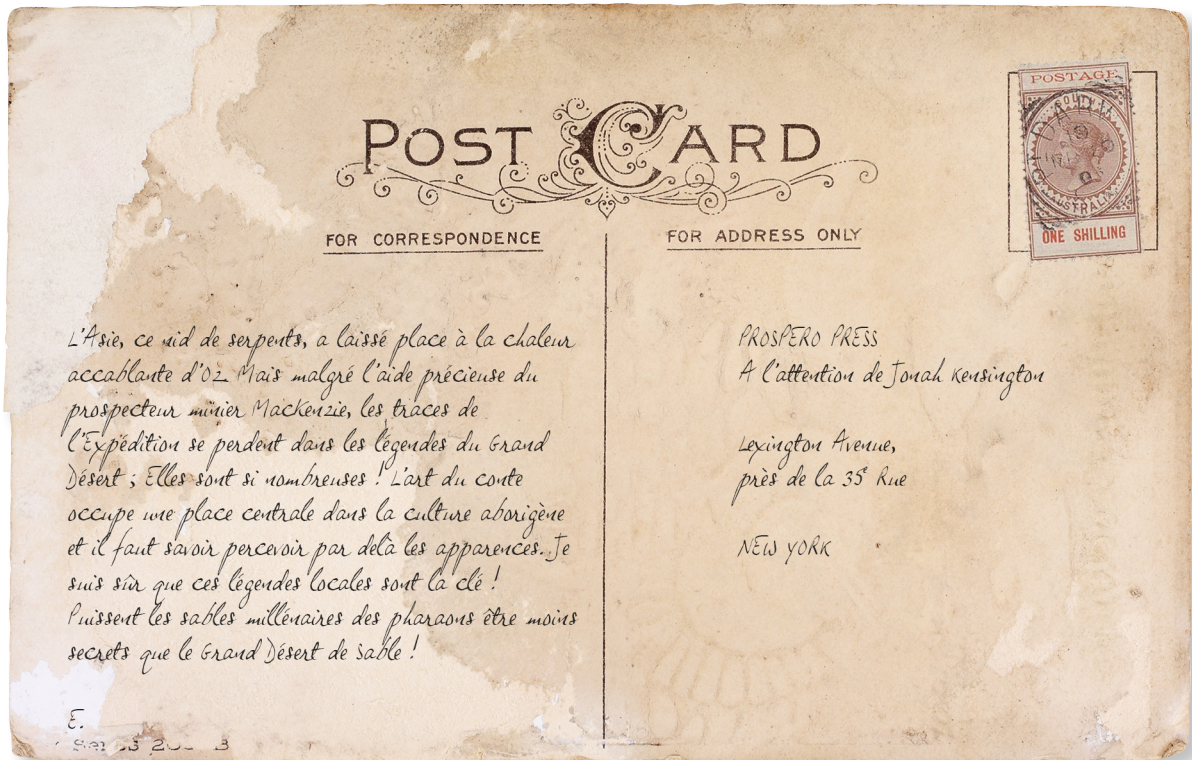 POST CARD
FOR CORRESPONDENCE
FOR ADDRESS ONLY
POSTAGE
SOUTH
AUSTRALIA
ONE SHILLING
L'Asie, ce nid de serpents, a laissé place à la chaleur
accablante d'Oz Mais malgré l'aide précieuse du
prospecteur minier MacKenzie, les traces de
l'Expédition se perdent dans les légendes du Grand
Désert ; Elles sont si nombreuses ! L'art du conte
occupe une place centrale dans la culture aborigène
et il faut savoir percevoir par delà les apparences. Je
suis sûr que ces légendes locales sont la clé !
Puissent les sables millénaires des pharaons être moins
secrets que le Grand Désert de Sable !
E.
PROSPERO PRESS
A l'attention de Jonah Kensington
Lexington Avenue,
près de la 35e Rue
NEW YORK